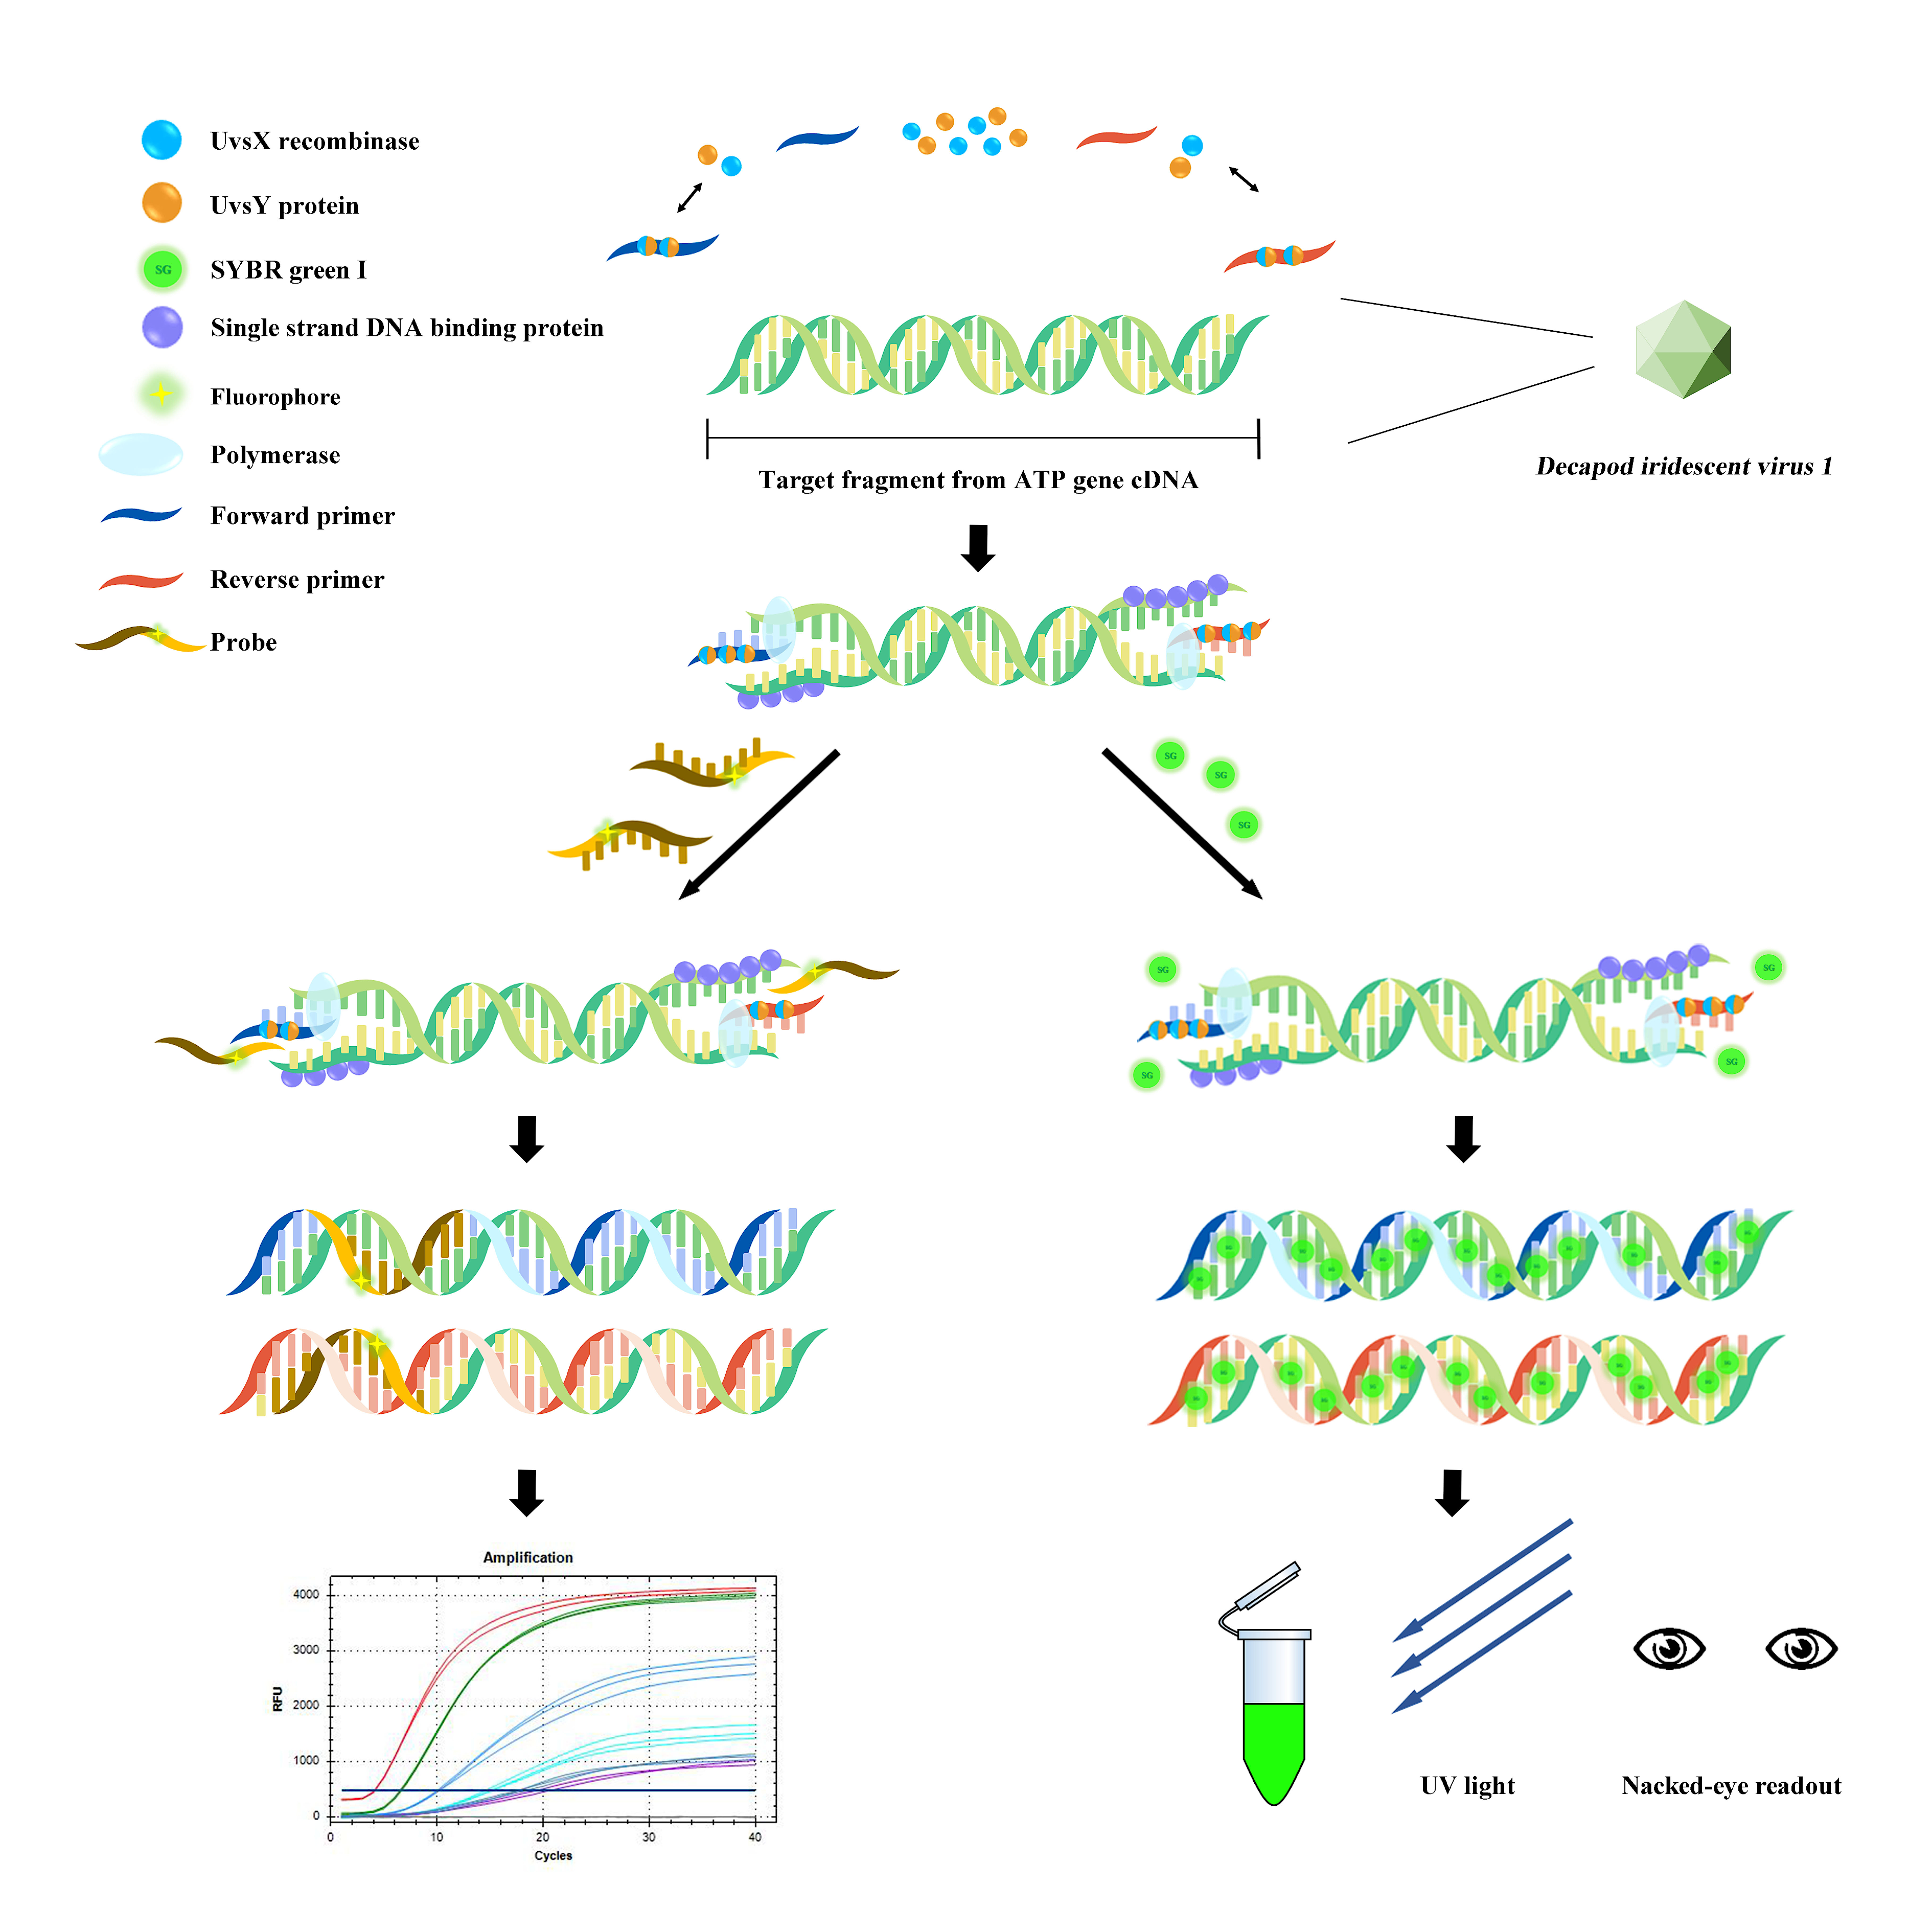 UvsX recombinase
UvsY protein
SG
SYBR green I
Single strand DNA binding protein
Fluorophore
Polymerase
Forward primer
Reverse primer
Probe
Target fragment from ATP gene cDNA
Decapod iridescent virus 1
SG
SG
SG
SG
SG
SG
SG
Amplification
4000
3000
2000
1000
0
RFU
0 10 20 30 40
Cycles
UV light
Nacked-eye readout